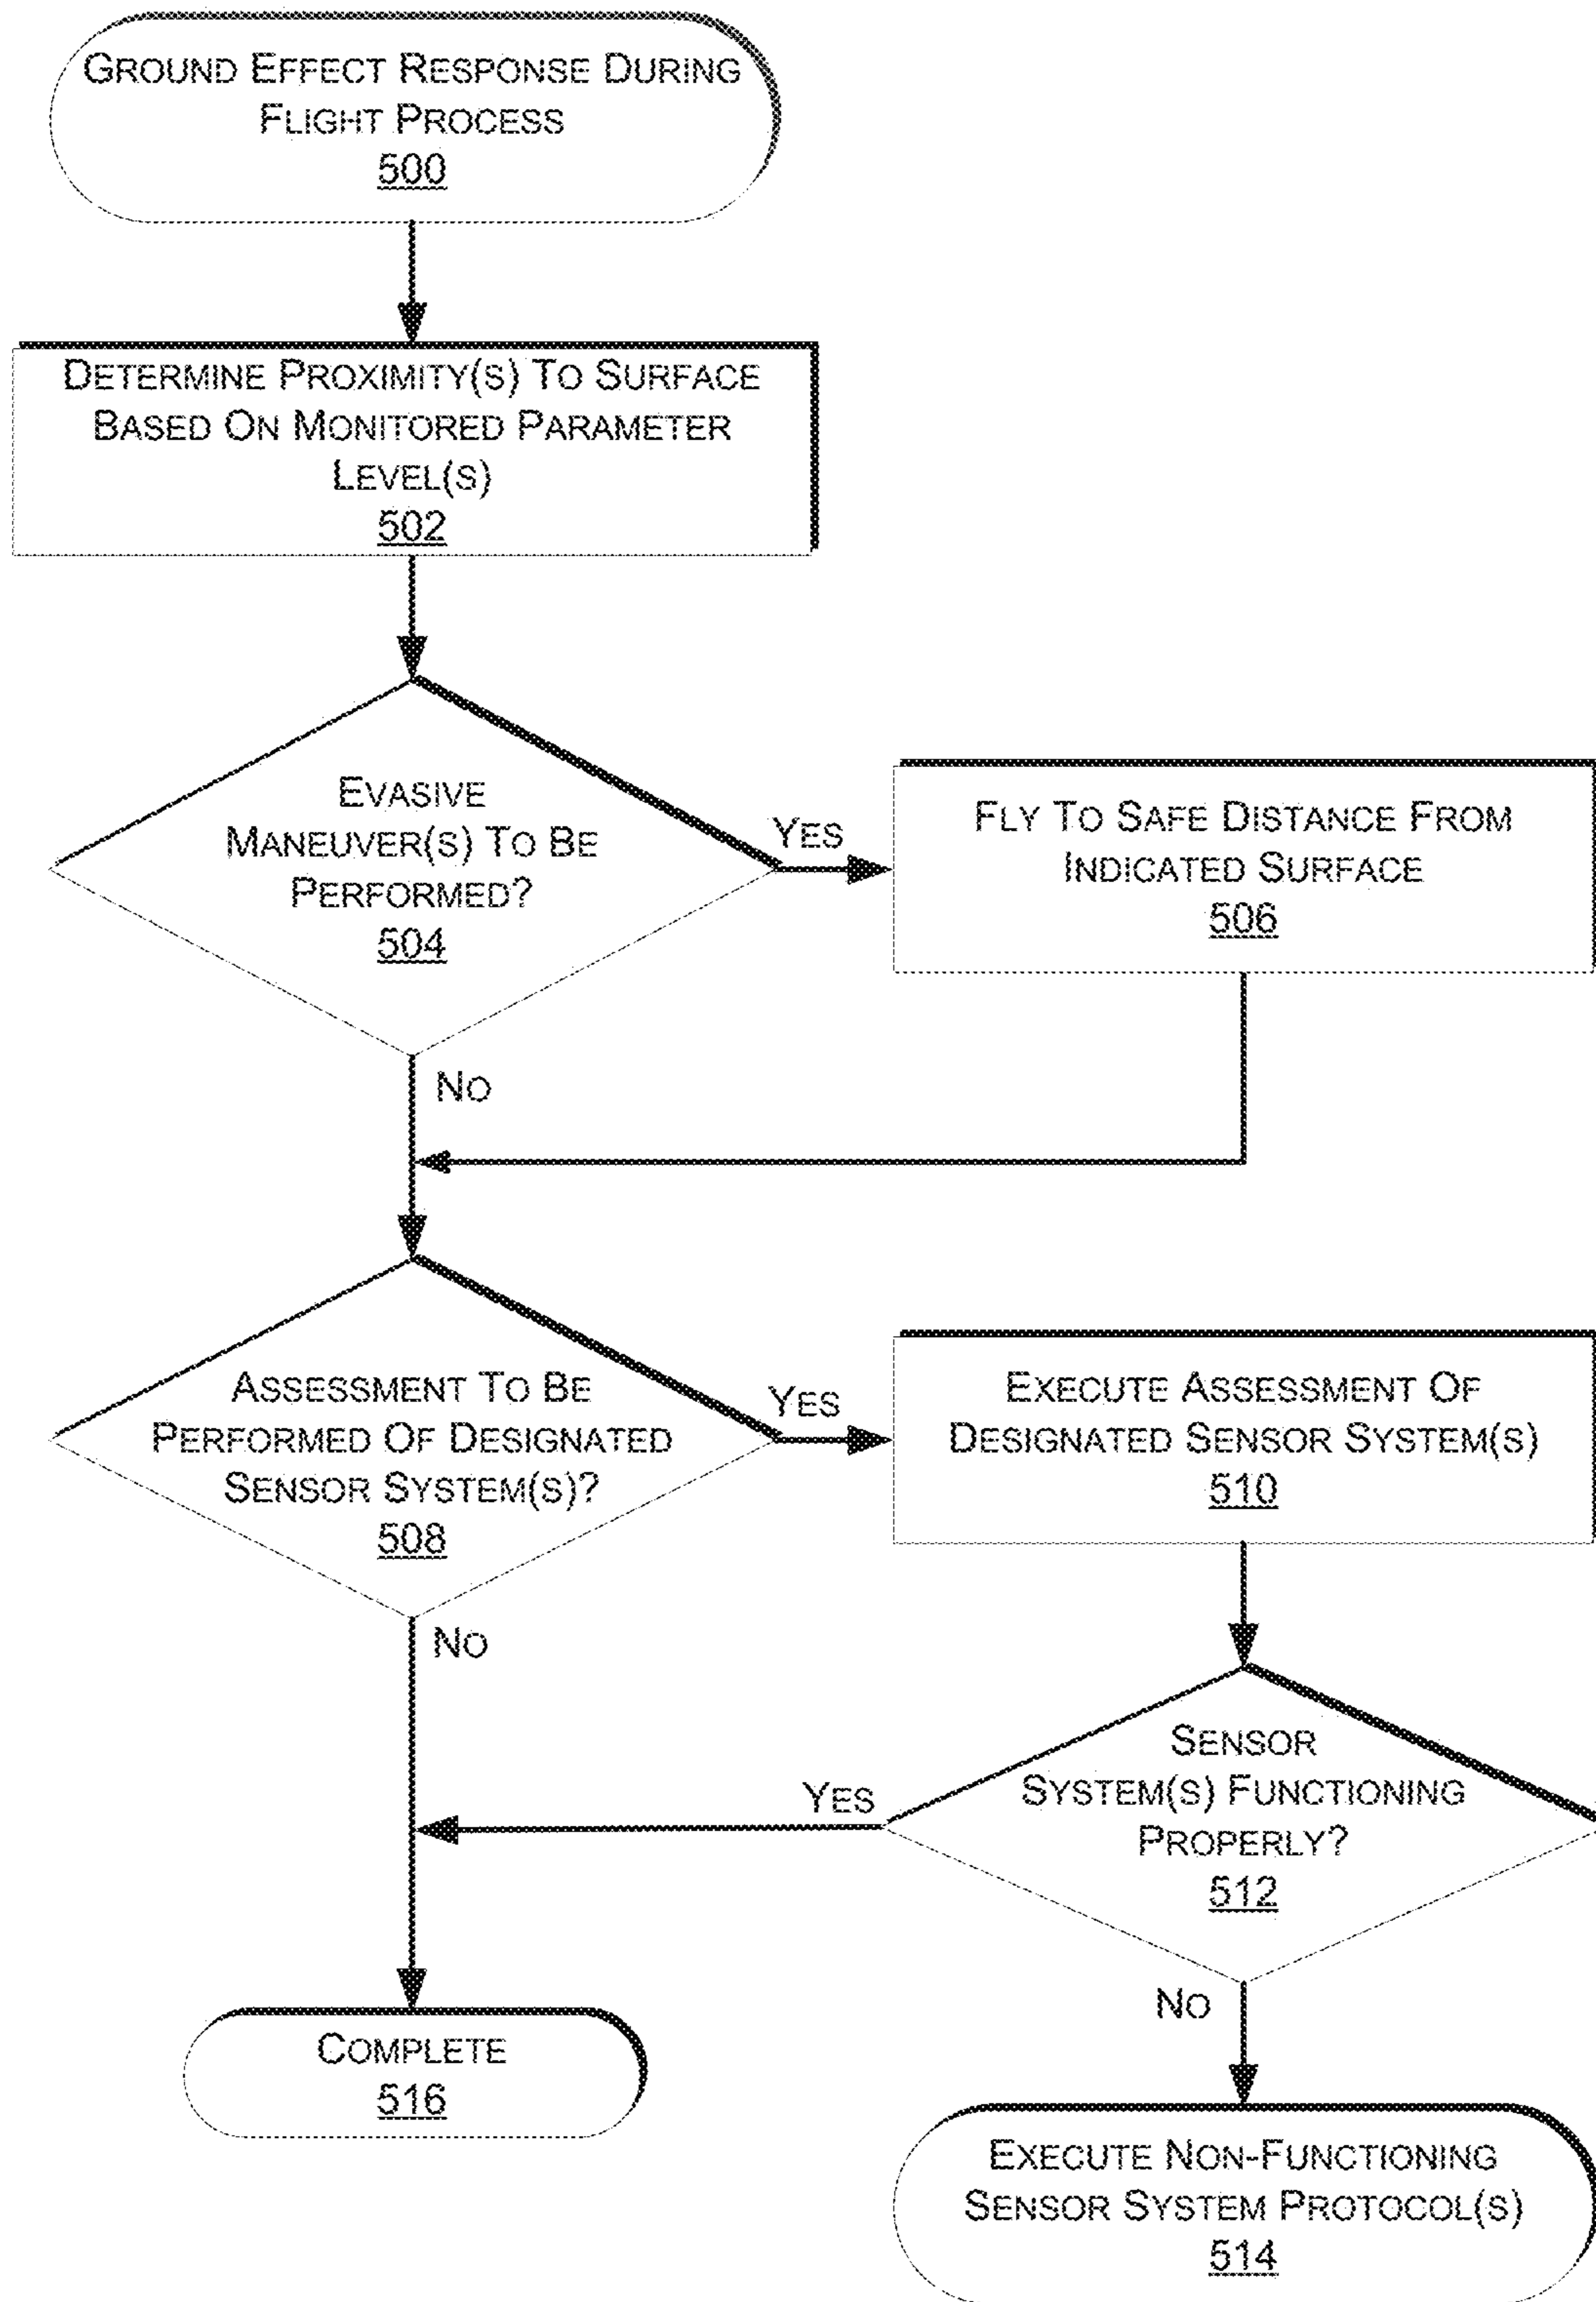 GROUND EFFECT RESPONSE DURING
FLIGHT PROCESS
500
DETERMINE PROXIMITY(S) TO SURFACE
BASED ON MONITORED PARAMETER
LEVEL(S)
502
EVASIVE
MANEUVER(S) TO BE
PERFORMED?
504
YES
FLY TO SAFE DISTANCE FROM
INDICATED SURFACE
506
NO
ASSESSMENT TO BE
PERFORMED OF DESIGNATED
SENSOR SYSTEM(S)?
508
YES
EXECUTE ASSESSMENT OF
DESIGNATED SENSOR SYSTEM(S)
510
NO
SENSOR
SYSTEM(S) FUNCTIONING
PROPERLY?
512
YES
NO
COMPLETE
516
EXECUTE NON-FUNCTIONING
SENSOR SYSTEM PROTOCOL(S)
514